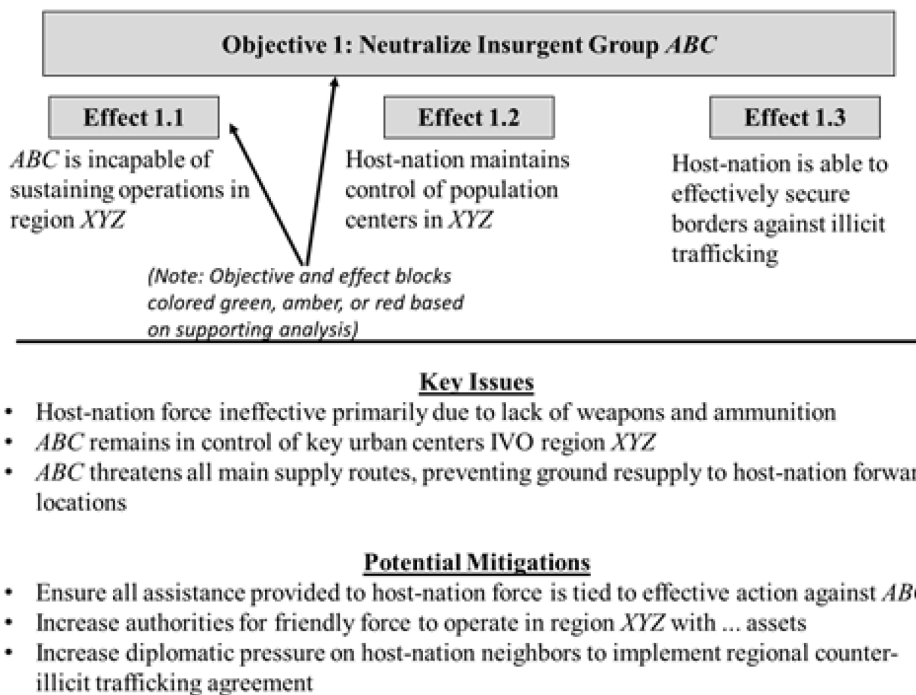 Objective 1: Neutralize Insurgent Group ABC
Effect 1.1
ABC is incapable of
sustaining operations in
region XYZ
Effect 1.2
Host-nation maintains
control of population
centers in XYZ
Effect 1.3
Host-nation is able to
effectively secure
borders against illicit
trafficking
(Note: Objective and effect blocks
colored green, amber, or red based
on supporting analysis)
Key Issues
• Host-nation force ineffective primarily due to lack of weapons and ammunition
• ABC remains in control of key urban centers IVO region XYZ
• ABC threatens all main supply routes, preventing ground resupply to host-nation forwar
locations
Potential Mitigations
• Ensure all assistance provided to host-nation force is tied to effective action against AB
• Increase authorities for friendly force to operate in region XYZ with ... assets
• Increase diplomatic pressure on host-nation neighbors to implement regional counter-
illicit trafficking agreement